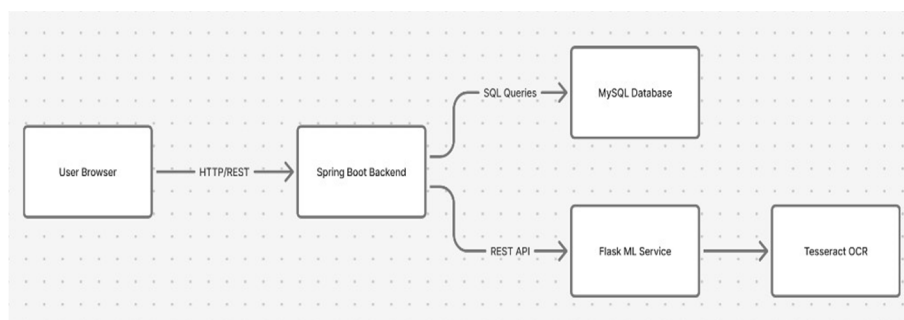 User Browser
HTTP/REST
Spring Boot Backend
SQL Queries
MySQL Database
REST API
Flask ML Service
Tesseract OCR